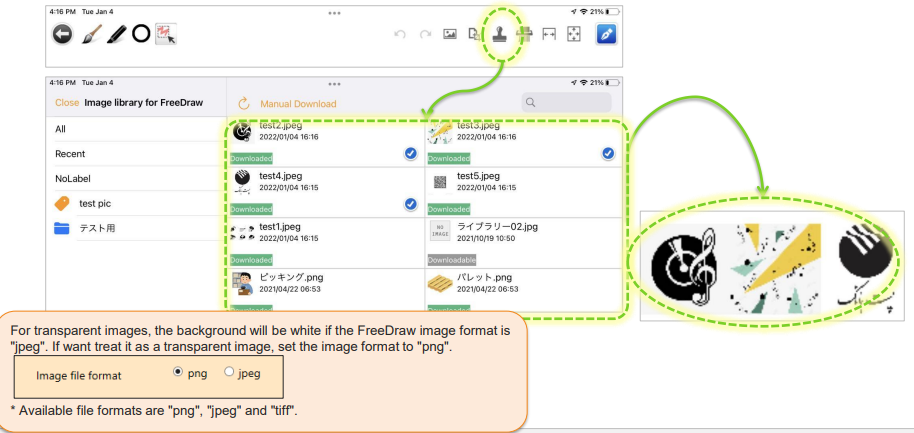 4:16 PM Tue Jan 4
21%
4:16 PM Tue Jan 4
21%
Close Image library for FreeDraw
Manual Download
All
Recent
NoLabel
test pic
テスト用
test2.jpeg
2022/01/04 16:16
Downloaded
test3.jpeg
2022/01/04 16:16
Downloaded
test4.jpeg
2022/01/04 16:15
Downloaded
test5.jpeg
2022/01/04 16:15
Downloaded
test1.jpeg
2022/01/04 16:15
Downloaded
NO
IMAGE
ライブラリー02.jpg
2021/10/19 10:50
Downloadable
ピッキング.png
2021/04/22 06:53
パレット.png
2021/04/22 06:53
For transparent images, the background will be white if the FreeDraw image format is
"jpeg". If want treat it as a transparent image, set the image format to "png".
Image file format png jpeg
* Available file formats are "png", "jpeg" and "tiff".